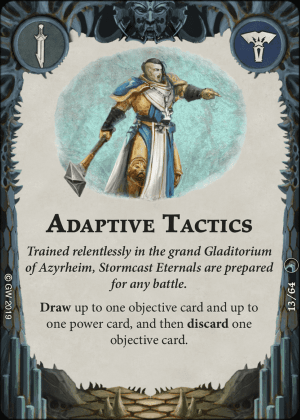 ADAPTIVE TACTICS
Trained relentlessly in the grand Gladitorium
of Azyrheim, Stormcast Eternals are prepared
for any battle.
Draw up to one objective card and up to
one power card, and then discard one
objective card.
© GW 2019
13/64